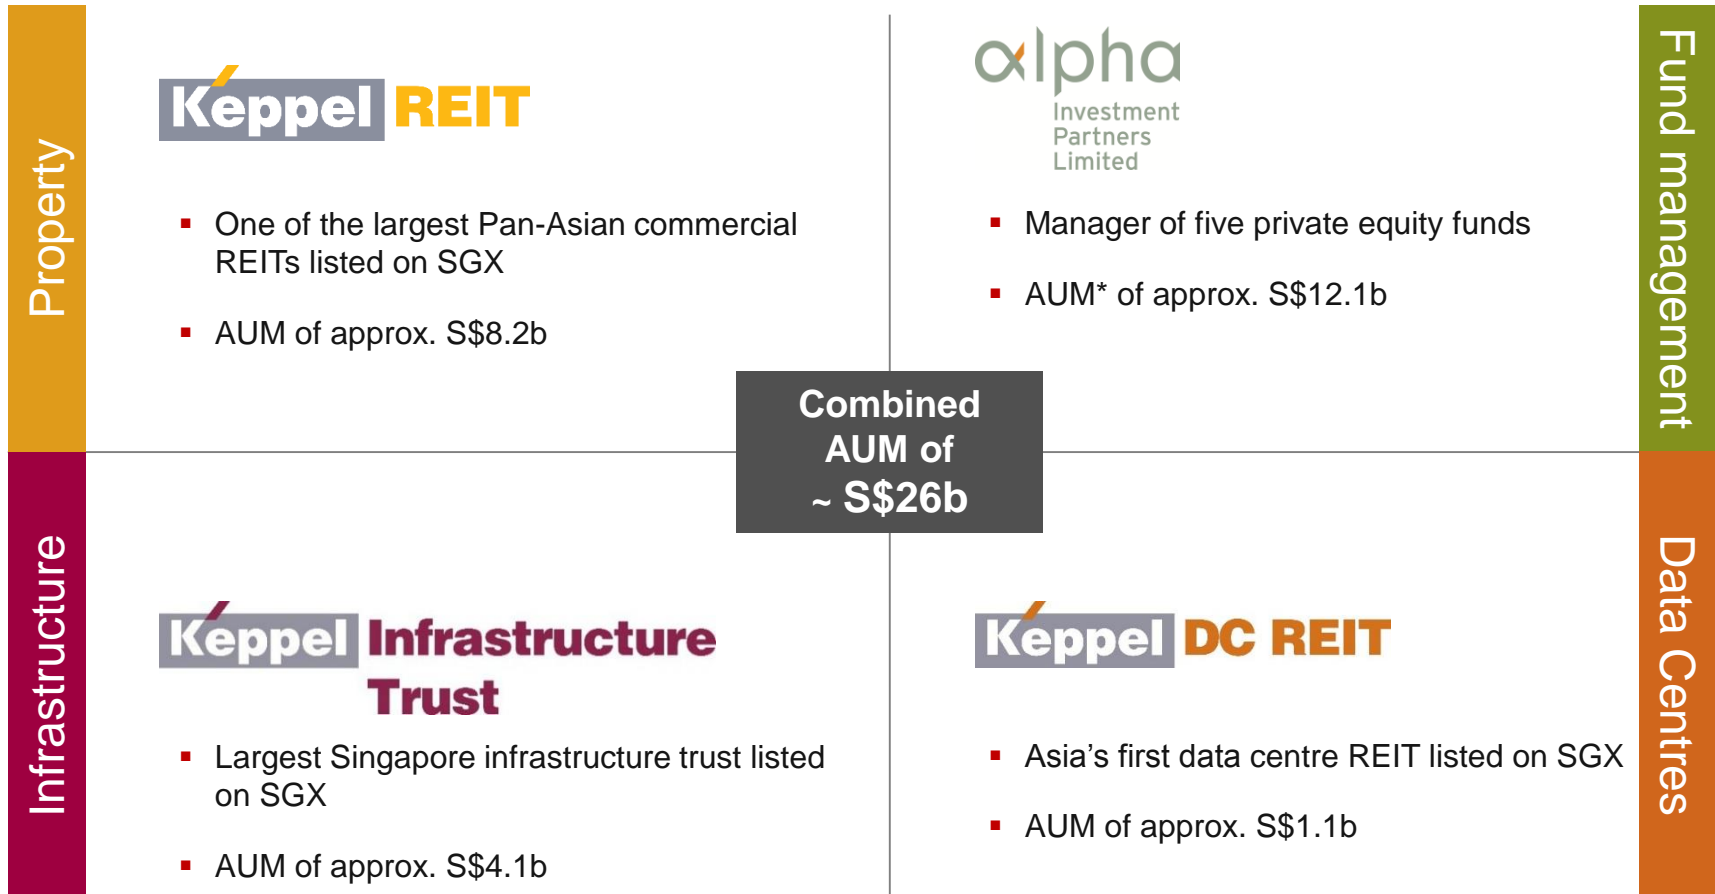 Property
Keppel REIT
▪ One of the largest Pan-Asian commercial
REITs listed on SGX
▪ AUM of approx. S$8.2b
alpha
Investment
Partners
Limited
▪ Manager of five private equity funds
▪ AUM* of approx. S$12.1b
Fund management
Combined
AUM of
~ S$26b
Infrastructure
Keppel Infrastructure
Trust
▪ Largest Singapore infrastructure trust listed
on SGX
▪ AUM of approx. S$4.1b
Keppel DC REIT
▪ Asia’s first data centre REIT listed on SGX
▪ AUM of approx. S$1.1b
Data Centres